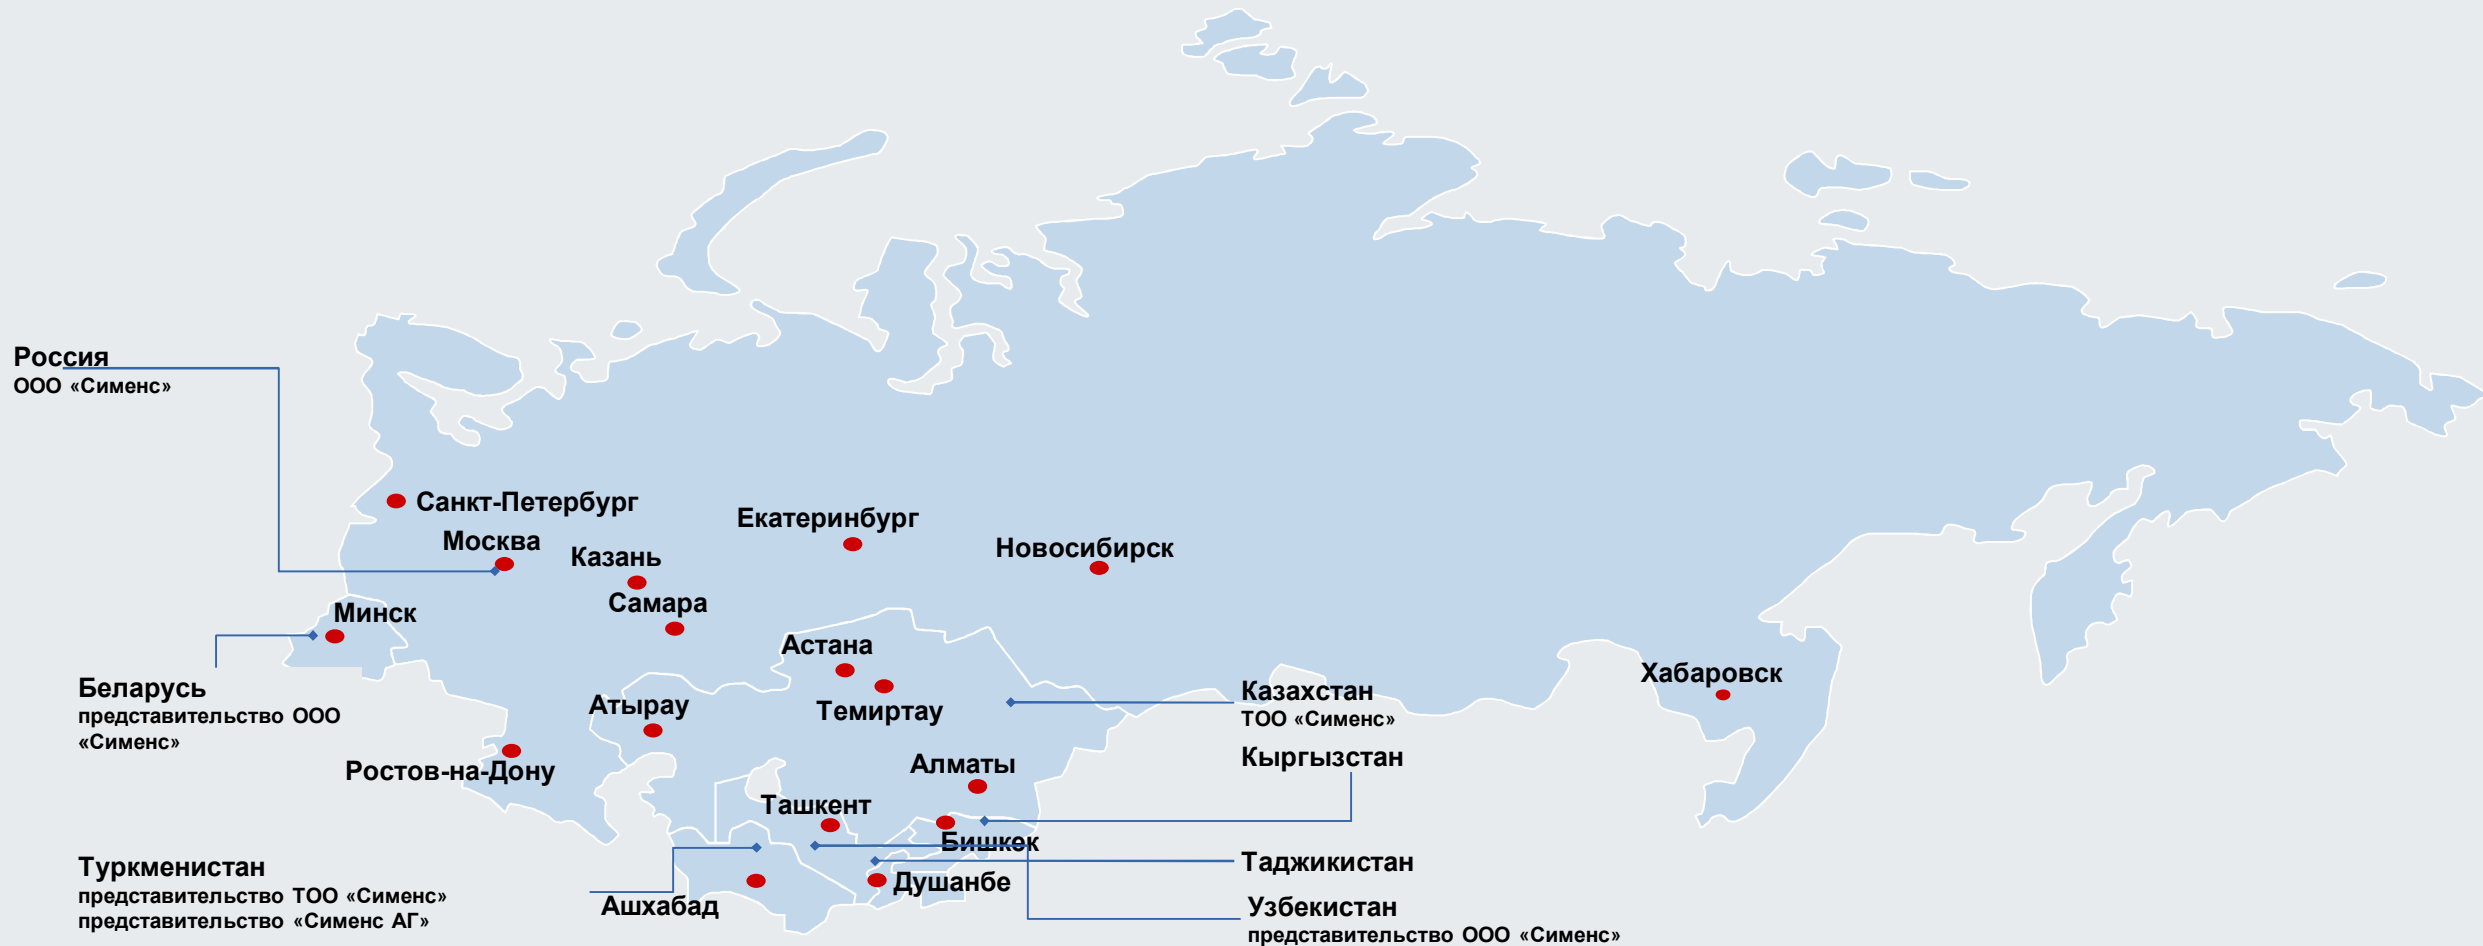 Россия
ООО «Сименс»
Санкт-Петербург
Москва
Казань
Самара
Екатеринбург
Новосибирск
Минск
Беларусь
представительство ООО
«Сименс»
Астана
Темиртау
Атырау
Ростов-на-Дону
Казахстан
ТОО «Сименс»
Хабаровск
Кыргызстан
Алматы
Ташкент
Бишкек
Таджикистан
Душанбе
Туркменистан
представительство ТОО «Сименс»
представительство «Сименс АГ»
Ашхабад
Узбекистан
представительство ООО «Сименс»